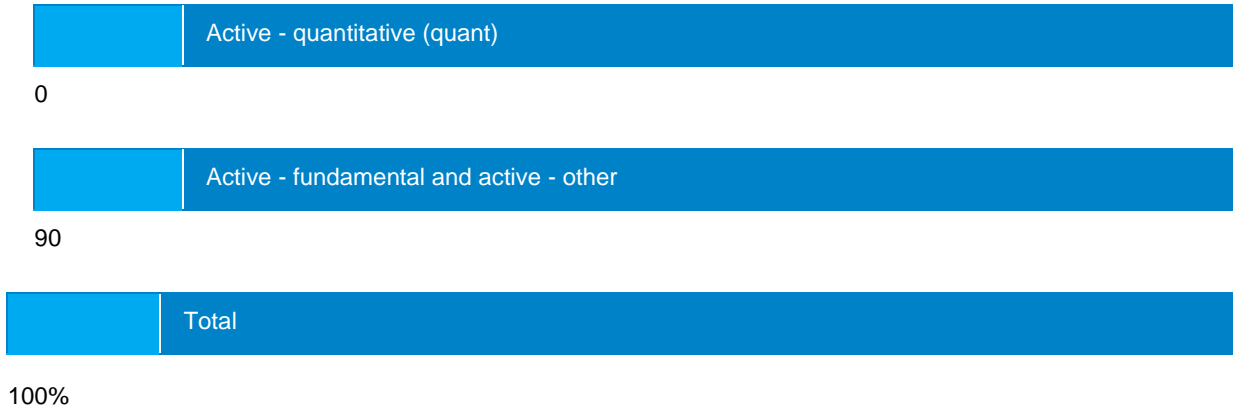 Active - quantitative (quant)
0
Active - fundamental and active - other
90
Total
100%